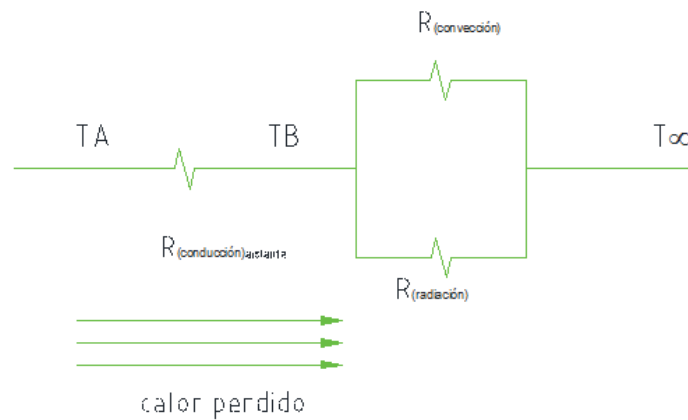 R(convección)
TA
TB
T∞
R(conducción)aislante
R(radiación)
calor perdido